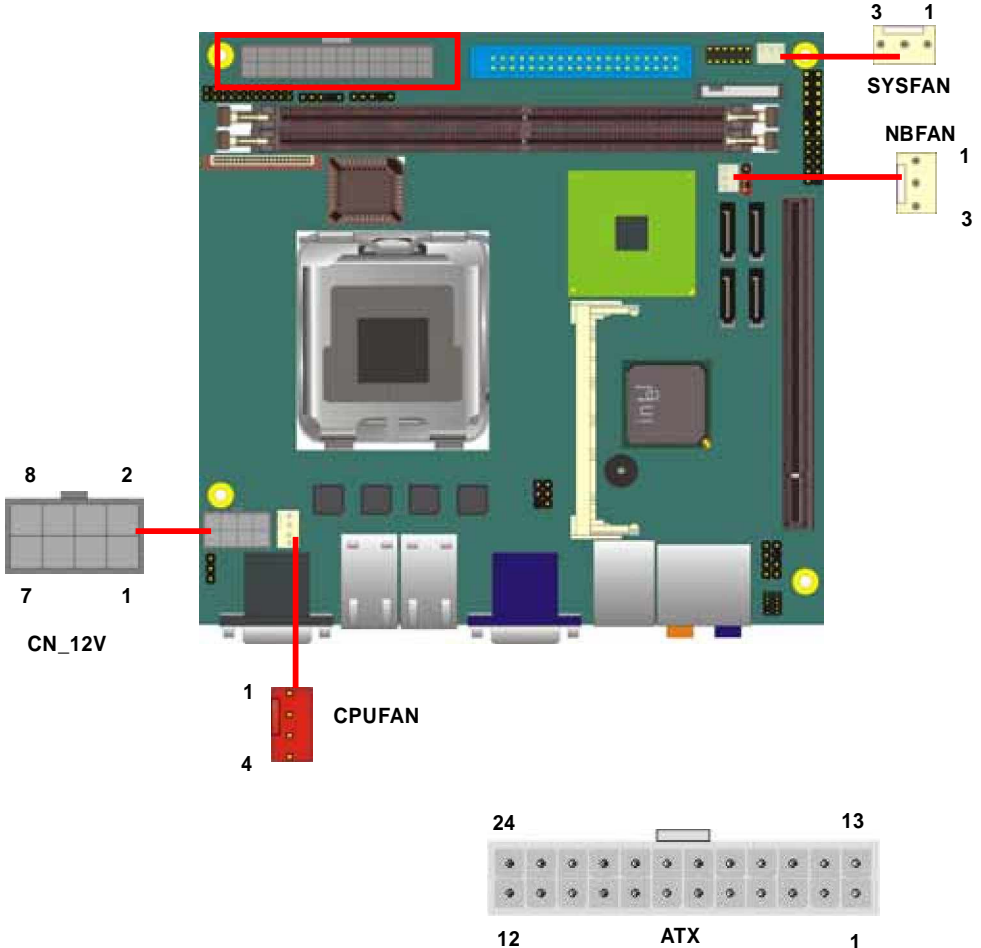 3 1
SYSFAN
NBFAN
1
3
intel
8 2
7 1
CN_12V
1
CPUFAN
4
24 13
12 ATX 1